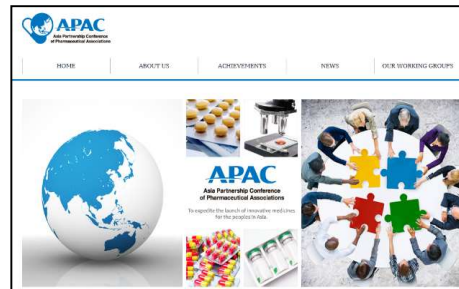 APAC
Asia Partnership Conference
of Pharmaceutical Associations
HOME ABOUT US ACHIEVEMENTS NEWS OUR WORKING GROUPS
APAC
Asia Partnership Conference
of Pharmaceutical Associations
To expedite the launch of innovative medicines
for the peoples in Asia.